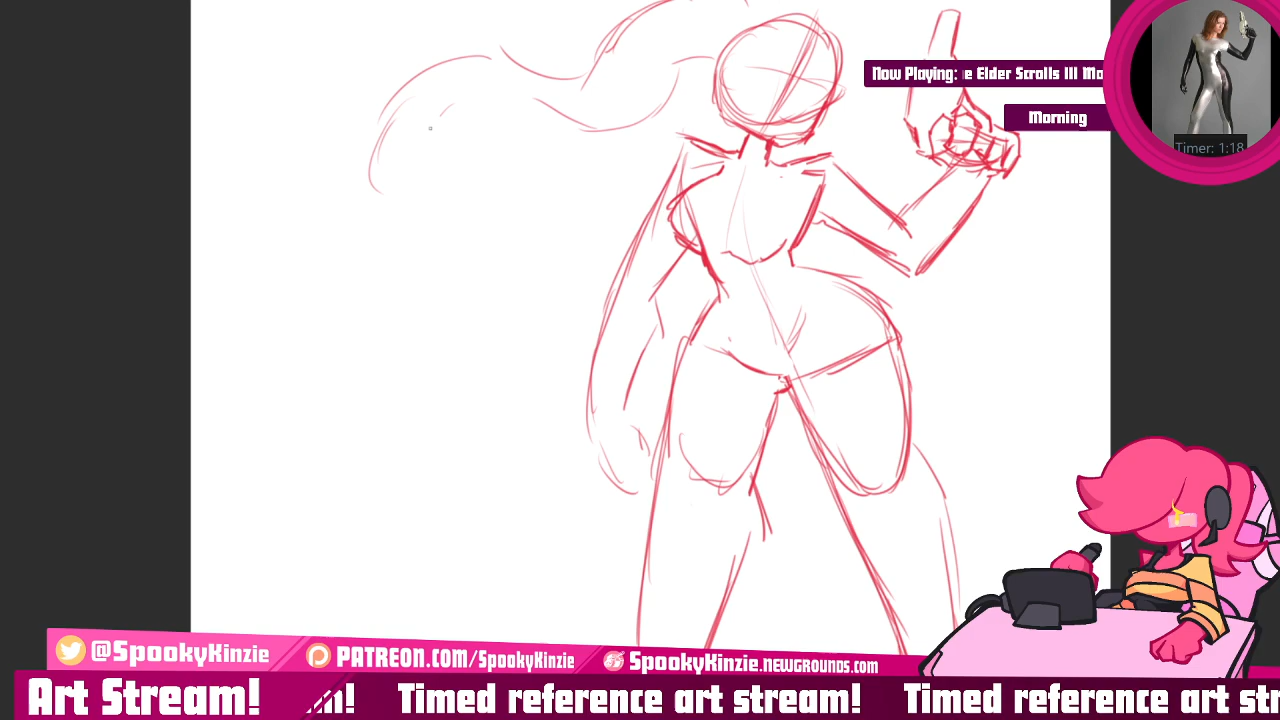 Now Playing: e Elder Scrolls III Mo
Morning
Timer: 1:18
@SpookyKinzie
PATREON.COM/SpookyKinzie
SpookyKinzie.NEWGROUNDS.COM
Art Stream!
m! Timed reference art stream! Timed reference art str